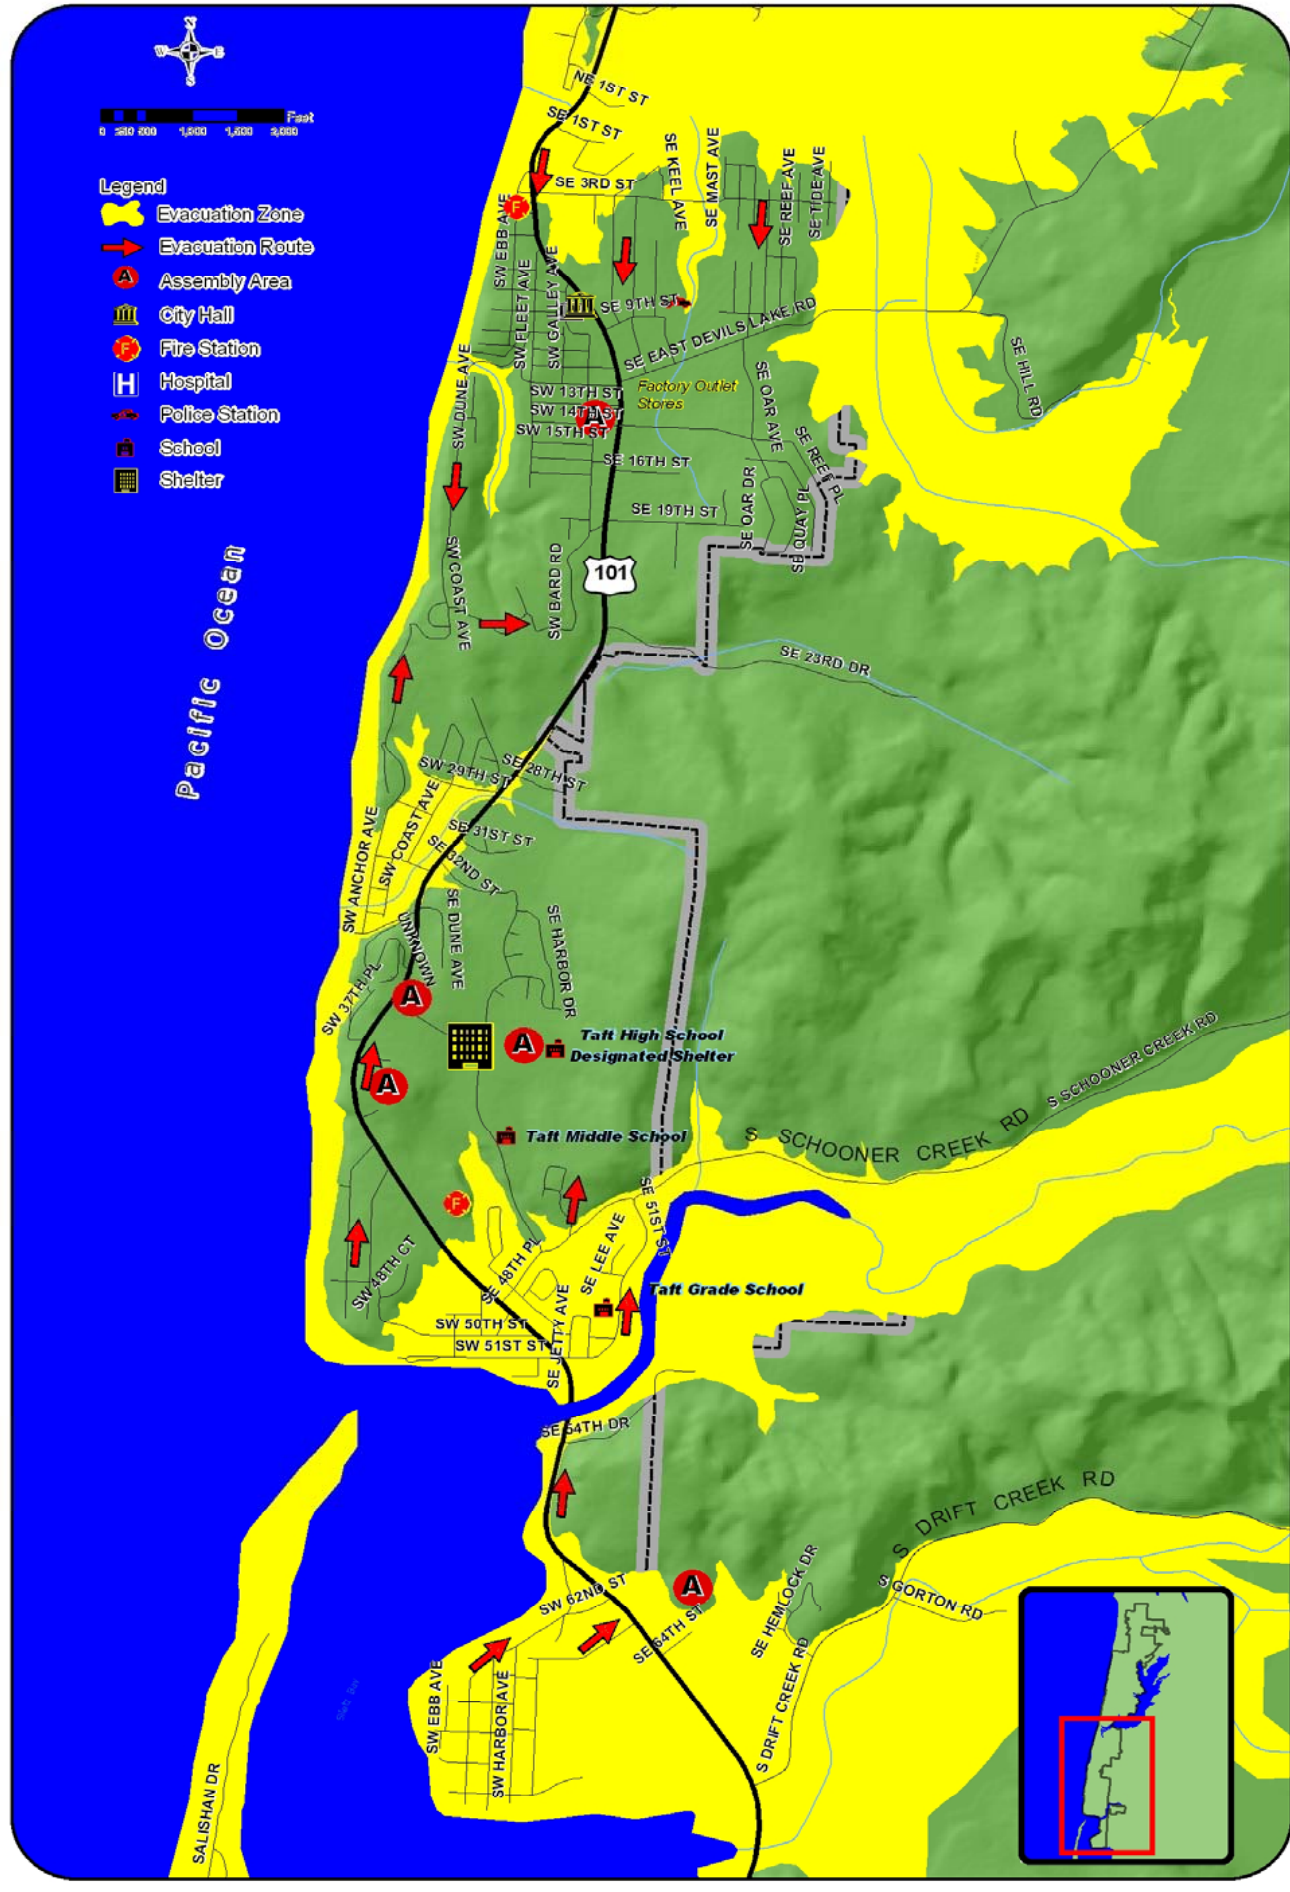 N
W E
S
Feet
0 250 500 1,000 1,500 2,000
Legend
Evacuation Zone
Evacuation Route
A Assembly Area
City Hall
F Fire Station
H Hospital
Police Station
School
Shelter
Pacific Ocean
NE 1ST ST
SE 1ST ST
SE 3RD ST
SE KEEL AVE
SE MAST AVE
SE REEF AVE
SE TIDE AVE
F
SW EBB AVE
SW FLEET AVE
SW GALLEY AVE
SE 9TH ST
SE EAST DEVILS LAKE RD
SE HILL RD
SW DUNE AVE
SW 13TH ST
Factory Outlet
Stores
SW 14TH ST
A
SW 15TH ST
SE OAR AVE
SE REEF PL
SE 16TH ST
SE 19TH ST
SE OAR DR
SE QUAY PL
SW COAST AVE
SW BARD RD
101
SE 23RD DR
SW 29TH ST
SE 28TH ST
SW ANCHOR AVE
SW COAST AVE
SE 31ST ST
SE 32ND ST
UNKNOWN
SE DUNE AVE
SE HARBOR DR
SW 37TH PL
A
A
Taft High School
Designated Shelter
A
S SCHOONER CREEK RD
S SCHOONER CREEK RD
Taft Middle School
F
SE 51ST ST
SE LEE AVE
SW 48TH CT
SE 48TH PL
Taft Grade School
SW 50TH ST
SW 51ST ST
SE JETTY AVE
SE 54TH DR
S DRIFT CREEK RD
A
SW 62ND ST
SE 64TH ST
SE HEMLOCK DR
S GORTON RD
SW EBB AVE
SW HARBOR AVE
S DRIFT CREEK RD
SALISHAN DR